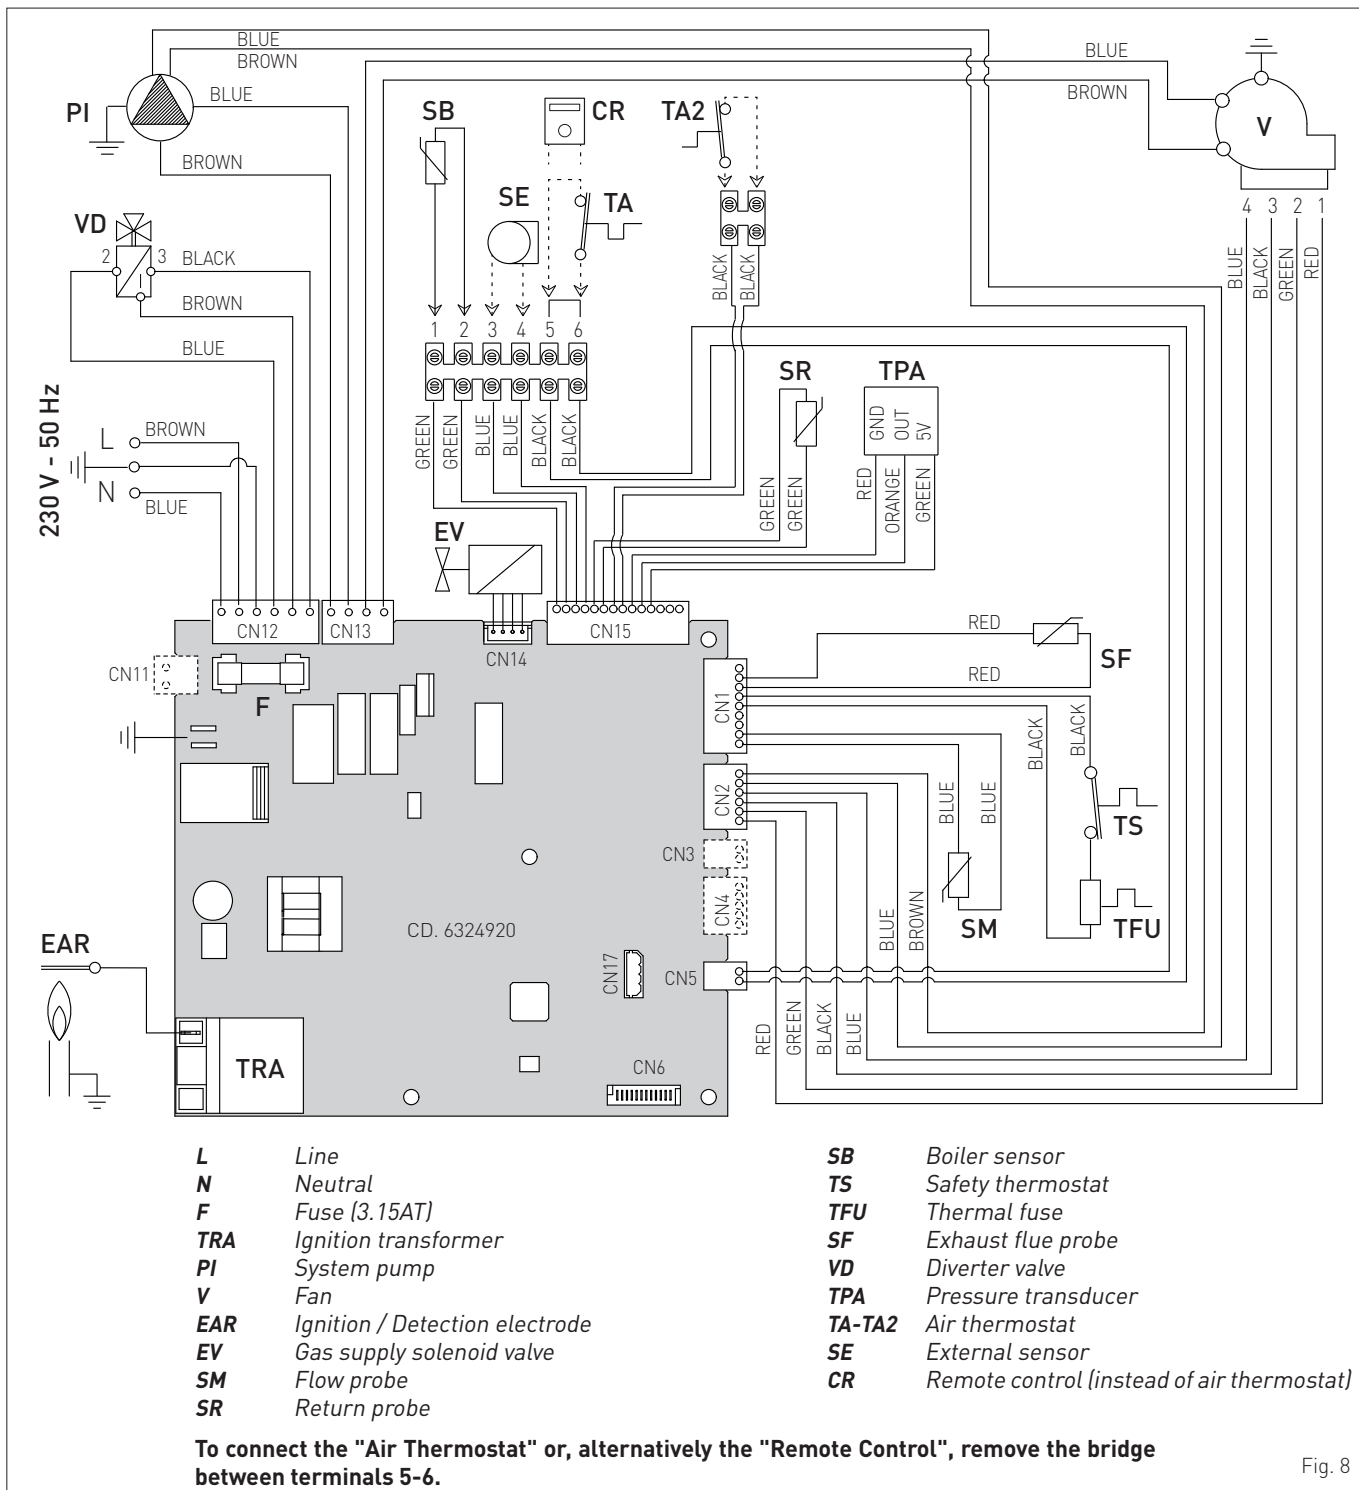 BLUE
BROWN
BLUE
BROWN
PI
BLUE
BROWN
SB
CR
TA2
V
SE
TA
VD
2
3
BLACK
BROWN
BLUE
4
3
2
1
BLUE
BLACK
GREEN
RED
BLACK
BLACK
1
2
3
4
5
6
GREEN
GREEN
BLUE
BLUE
BLACK
BLACK
SR
TPA
GND
OUT
5V
230 V - 50 Hz
L
BROWN
N
BLUE
GREEN
GREEN
RED
ORANGE
GREEN
EV
CN12
CN13
CN14
CN15
CN11
F
RED
SF
RED
CN1
BLACK
BLACK
CN2
BLUE
BLUE
TS
CN3
CN4
SM
TFU
BLUE
BROWN
CD. 6324920
EAR
CN17
CN5
RED
GREEN
BLACK
BLUE
TRA
CN6
L Line
N Neutral
F Fuse (3.15AT)
TRA Ignition transformer
PI System pump
V Fan
EAR Ignition / Detection electrode
EV Gas supply solenoid valve
SM Flow probe
SR Return probe
SB Boiler sensor
TS Safety thermostat
TFU Thermal fuse
SF Exhaust flue probe
VD Diverter valve
TPA Pressure transducer
TA-TA2 Air thermostat
SE External sensor
CR Remote control (instead of air thermostat)
To connect the "Air Thermostat" or, alternatively the "Remote Control", remove the bridge
between terminals 5-6.
Fig. 8